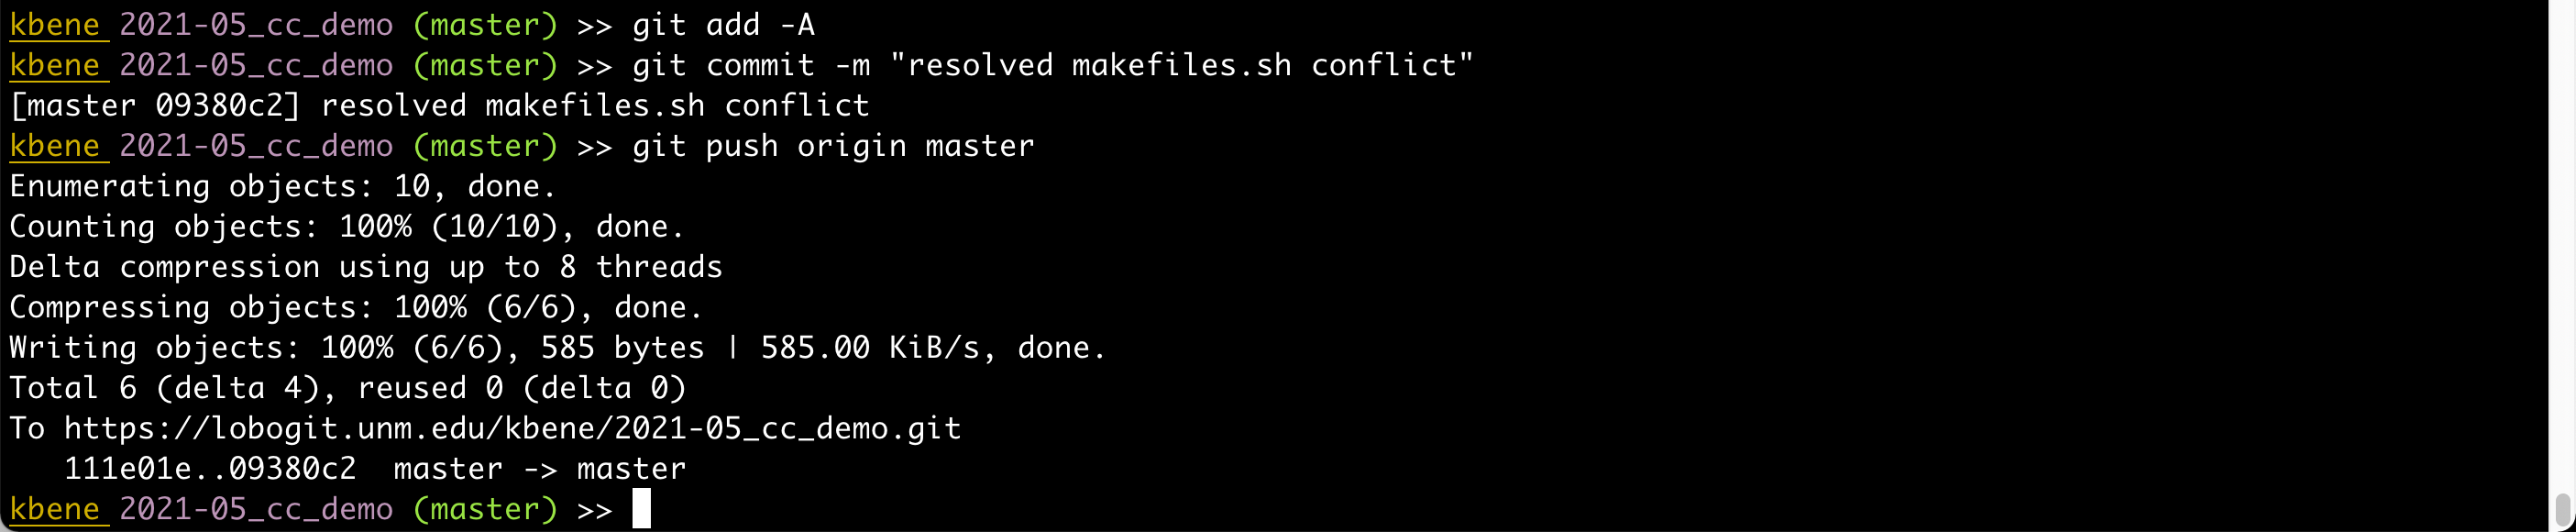 kbene 2021-05_cc_demo (master) >> git add -A
kbene 2021-05_cc_demo (master) >> git commit -m "resolved makefiles.sh conflict"
[master 09380c2] resolved makefiles.sh conflict
kbene 2021-05_cc_demo (master) >> git push origin master
Enumerating objects: 10, done.
Counting objects: 100% (10/10), done.
Delta compression using up to 8 threads
Compressing objects: 100% (6/6), done.
Writing objects: 100% (6/6), 585 bytes | 585.00 KiB/s, done.
Total 6 (delta 4), reused 0 (delta 0)
To https://lobogit.unm.edu/kbene/2021-05_cc_demo.git
   111e01e..09380c2  master -> master
kbene 2021-05_cc_demo (master) >>